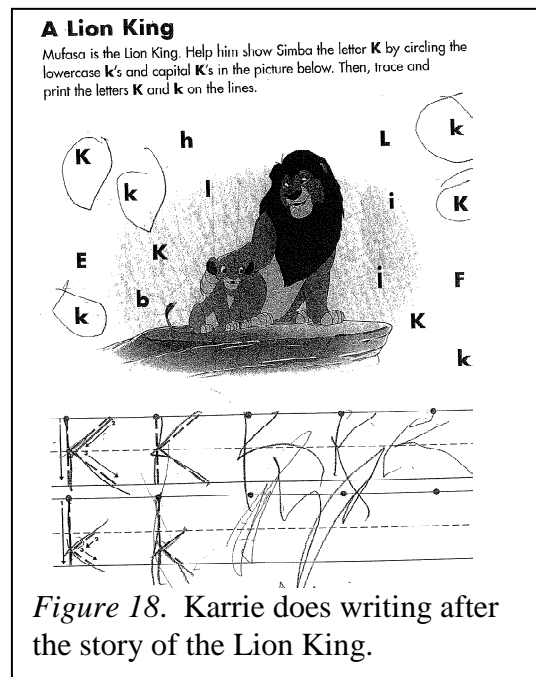 A Lion King
Mufasa is the Lion King. Help him show Simba the letter K by circling the
lowercase k's and capital K's in the picture below. Then, trace and
print the letters K and k on the lines.
K h L k
k l i K
E K j F
b K
k k
K K K K K
k k
Figure 18. Karrie does writing after
the story of the Lion King.